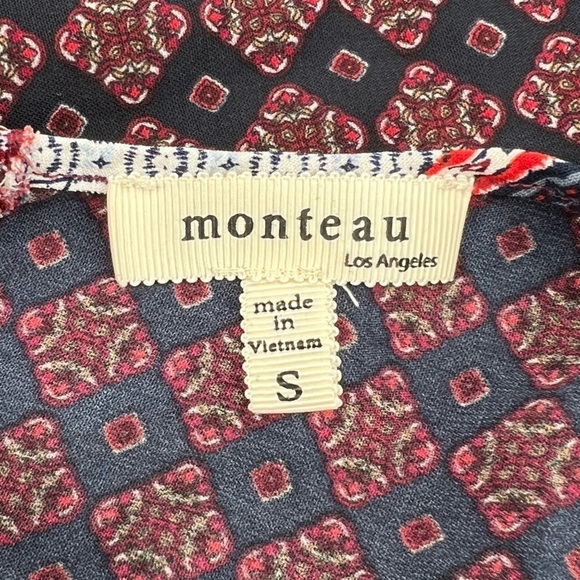 monteau
Los Angeles
made
in
Vietnam
S